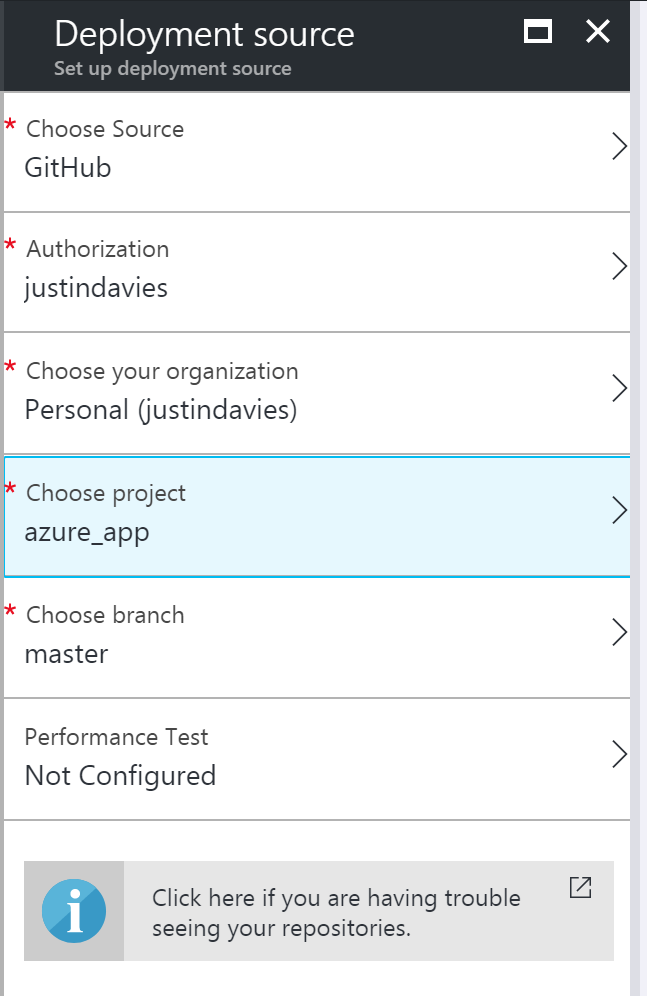 Deployment source
Set up deployment source
* Choose Source
GitHub
* Authorization
justindavies
* Choose your organization
Personal (justindavies)
* Choose project
azure_app
* Choose branch
master
Performance Test
Not Configured
Click here if you are having trouble
seeing your repositories.